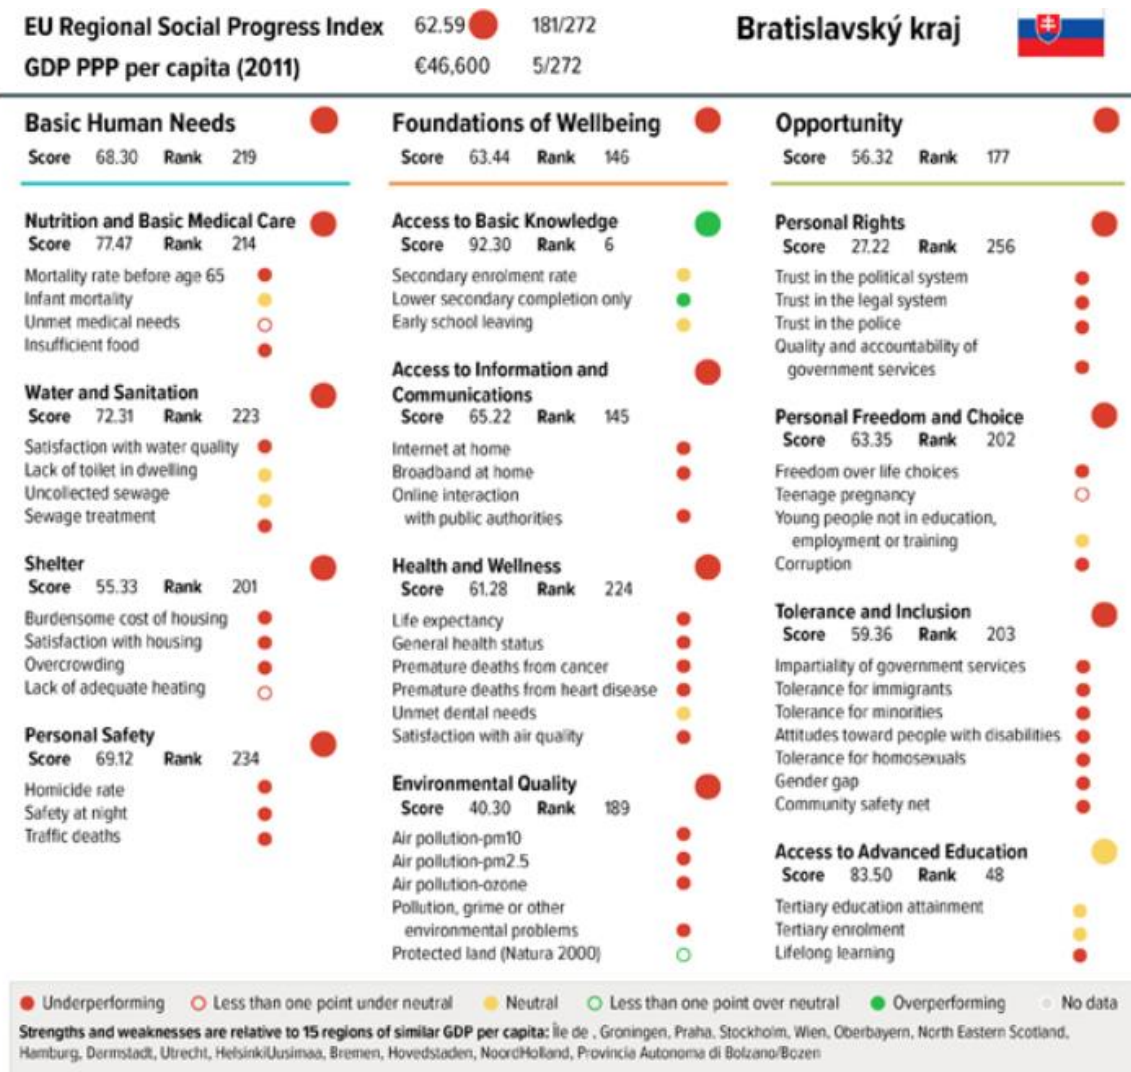 EU Regional Social Progress Index 62.59 181/272
GDP PPP per capita (2011) €46,600 5/272
Bratislavský kraj
Basic Human Needs
Score 68.30 Rank 219
Nutrition and Basic Medical Care
Score 77.47 Rank 214
Mortality rate before age 65
Infant mortality
Unmet medical needs
Insufficient food
Water and Sanitation
Score 72.31 Rank 223
Satisfaction with water quality
Lack of toilet in dwelling
Uncollected sewage
Sewage treatment
Shelter
Score 55.33 Rank 201
Burdensome cost of housing
Satisfaction with housing
Overcrowding
Lack of adequate heating
Personal Safety
Score 69.12 Rank 234
Homicide rate
Safety at night
Traffic deaths
Foundations of Wellbeing
Score 63.44 Rank 146
Access to Basic Knowledge
Score 92.30 Rank 6
Secondary enrolment rate
Lower secondary completion only
Early school leaving
Access to Information and
Communications
Score 65.22 Rank 145
Internet at home
Broadband at home
Online interaction
with public authorities
Health and Wellness
Score 61.28 Rank 224
Life expectancy
General health status
Premature deaths from cancer
Premature deaths from heart disease
Unmet dental needs
Satisfaction with air quality
Environmental Quality
Score 40.30 Rank 189
Air pollution-pm10
Air pollution-pm2.5
Air pollution-ozone
Pollution, grime or other
environmental problems
Protected land (Natura 2000)
Opportunity
Score 56.32 Rank 177
Personal Rights
Score 27.22 Rank 256
Trust in the political system
Trust in the legal system
Trust in the police
Quality and accountability of
government services
Personal Freedom and Choice
Score 63.35 Rank 202
Freedom over life choices
Teenage pregnancy
Young people not in education,
employment or training
Corruption
Tolerance and Inclusion
Score 59.36 Rank 203
Impartiality of government services
Tolerance for immigrants
Tolerance for minorities
Attitudes toward people with disabilities
Tolerance for homosexuals
Gender gap
Community safety net
Access to Advanced Education
Score 83.50 Rank 48
Tertiary education attainment
Tertiary enrolment
Lifelong learning
Underperforming Less than one point under neutral Neutral Less than one point over neutral Overperforming No data
Strengths and weaknesses are relative to 15 regions of similar GDP per capita: Île de , Groningen, Praha, Stockholm, Wien, Oberbayern, North Eastern Scotland,
Hamburg, Darmstadt, Utrecht, HelsinkiUusimaa, Bremen, Hovedstaden, NoordHolland, Provincia Autonoma di Bolzano/Bozen